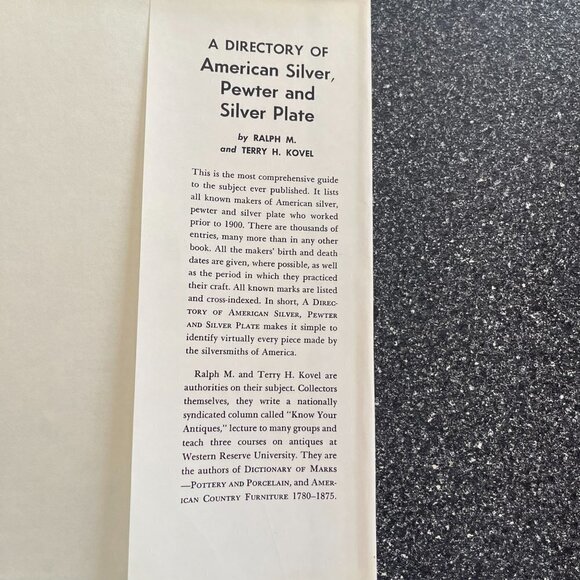 A DIRECTORY OF
American Silver,
Pewter and
Silver Plate
by RALPH M.
and TERRY H. KOVEL
This is the most comprehensive guide
to the subject ever published. It lists
all known makers of American silver,
pewter and silver plate who worked
prior to 1900. There are thousands of
entries, many more than in any other
book. All the makers' birth and death
dates are given, where possible, as well
as the period in which they practiced
their craft. All known marks are listed
and cross-indexed. In short, A DIREC-
TORY OF AMERICAN SILVER, PEWTER
AND SILVER PLATE makes it simple to
identify virtually every piece made by
the silversmiths of America.
Ralph M. and Terry H. Kovel are
authorities on their subject. Collectors
themselves, they write a nationally
syndicated column called "Know Your
Antiques," lecture to many groups and
teach three courses on antiques at
Western Reserve University. They are
the authors of DICTIONARY OF MARKS
—POTTERY AND PORCELAIN, and AMER-
ICAN COUNTRY FURNITURE 1780–1875.